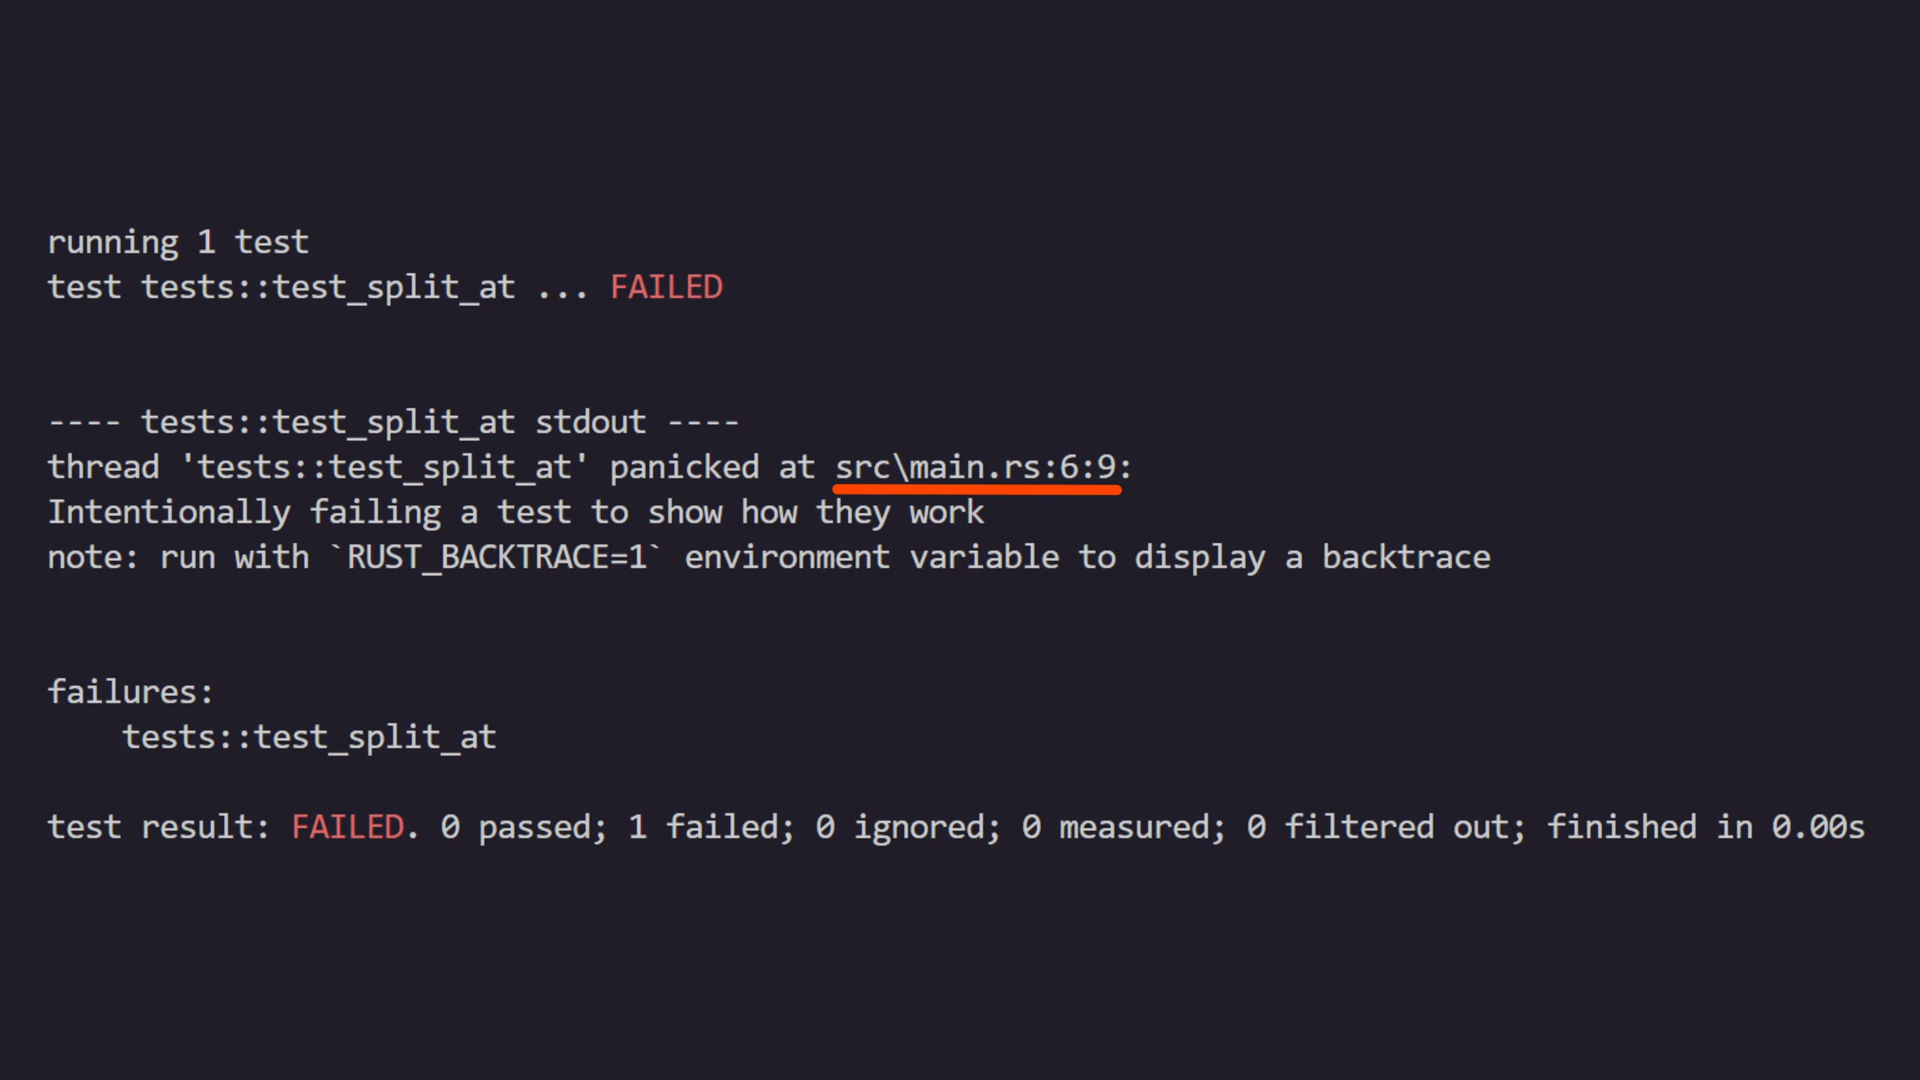 running 1 test
test tests::test_split_at ... FAILED
---- tests::test_split_at stdout ----
thread 'tests::test_split_at' panicked at src\main.rs:6:9:
Intentionally failing a test to show how they work
note: run with `RUST_BACKTRACE=1` environment variable to display a backtrace
failures:
    tests::test_split_at
test result: FAILED. 0 passed; 1 failed; 0 ignored; 0 measured; 0 filtered out; finished in 0.00s